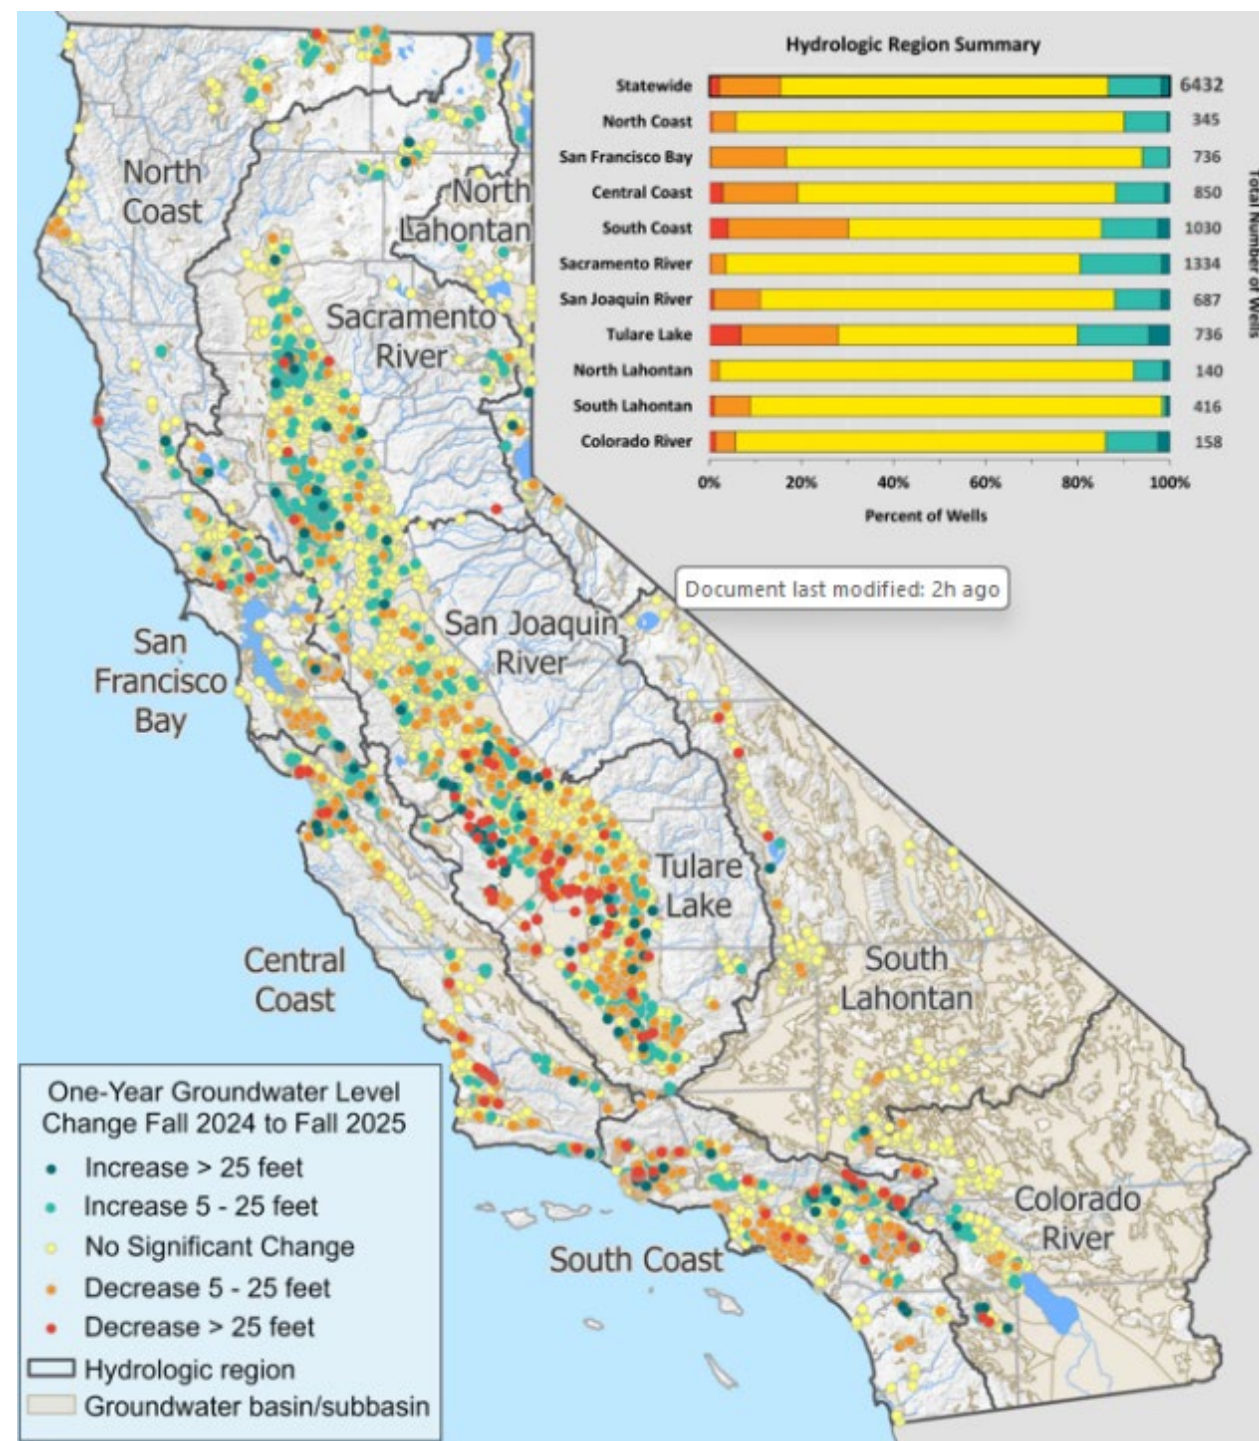 Hydrologic Region Summary
Statewide 6432
North Coast 345
San Francisco Bay 736
Central Coast 850
South Coast 1030
Sacramento River 1334
San Joaquin River 687
Tulare Lake 736
North Lahontan 140
South Lahontan 416
Colorado River 158
0% 20% 40% 60% 80% 100%
Percent of Wells
Total Number of Wells
Document last modified: 2h ago
North
Coast
North
Lahontan
Sacramento
River
San Joaquin
River
San
Francisco
Bay
Tulare
Lake
Central
Coast
South
Lahontan
Colorado
River
South Coast
One-Year Groundwater Level
Change Fall 2024 to Fall 2025
Increase > 25 feet
Increase 5 - 25 feet
No Significant Change
Decrease 5 - 25 feet
Decrease > 25 feet
Hydrologic region
Groundwater basin/subbasin